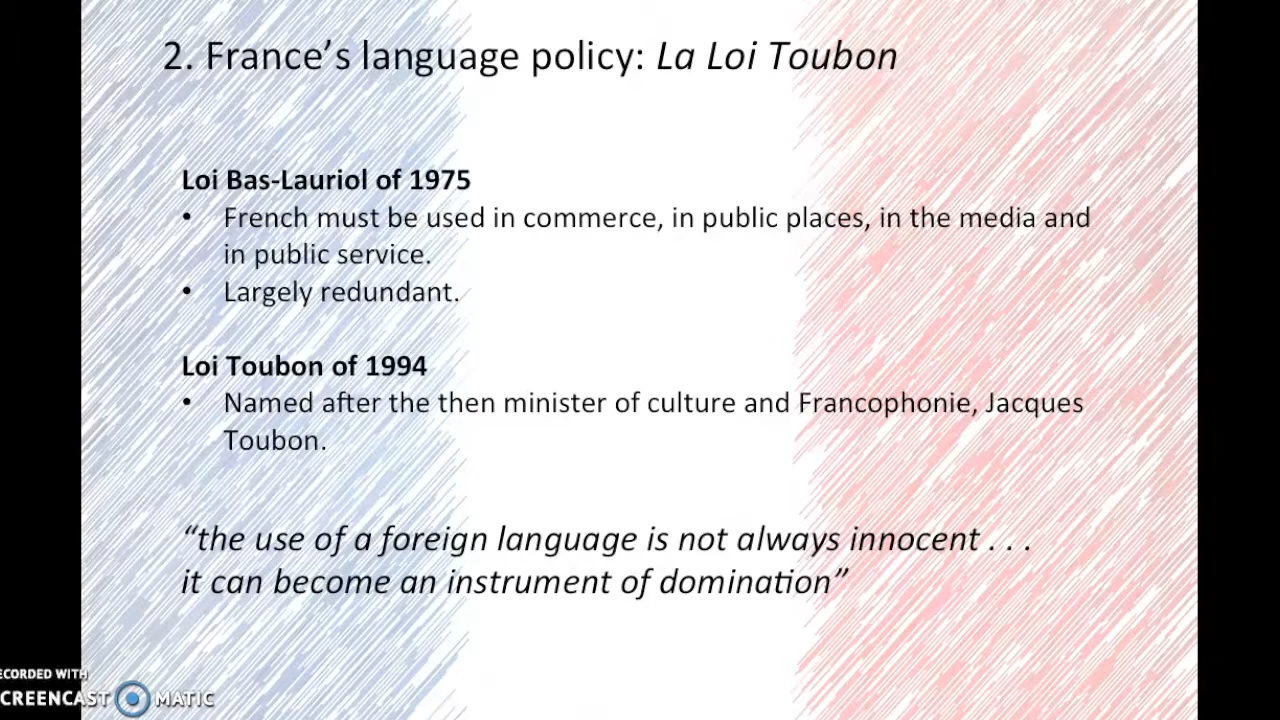 2. France’s language policy: La Loi Toubon
Loi Bas-Lauriol of 1975
• French must be used in commerce, in public places, in the media and
in public service.
• Largely redundant.
Loi Toubon of 1994
• Named after the then minister of culture and Francophonie, Jacques
Toubon.
“the use of a foreign language is not always innocent . . .
it can become an instrument of domination”
ECORDED WITH
CREENCAST MATIC